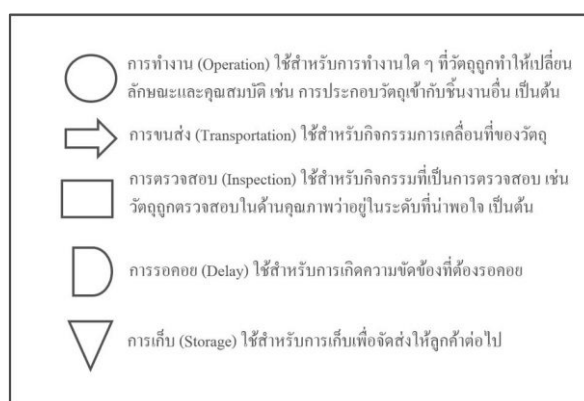 การทำงาน (Operation) ใช้สำหรับการทำงานใด ๆ ที่วัตถุถูกทำให้เปลี่ยน
ลักษณะและคุณสมบัติ เช่น การประกอบวัตถุเข้ากับชิ้นงานอื่น เป็นต้น
การขนส่ง (Transportation) ใช้สำหรับกิจกรรมการเคลื่อนที่ของวัตถุ
การตรวจสอบ (Inspection) ใช้สำหรับกิจกรรมที่เป็นการตรวจสอบ เช่น
วัตถุถูกตรวจสอบในด้านคุณภาพว่าอยู่ในระดับที่น่าพอใจ เป็นต้น
การรอคอย (Delay) ใช้สำหรับการเกิดความขัดข้องที่ต้องรอคอย
การเก็บ (Storage) ใช้สำหรับการเก็บเพื่อจัดส่งให้ลูกค้าต่อไป